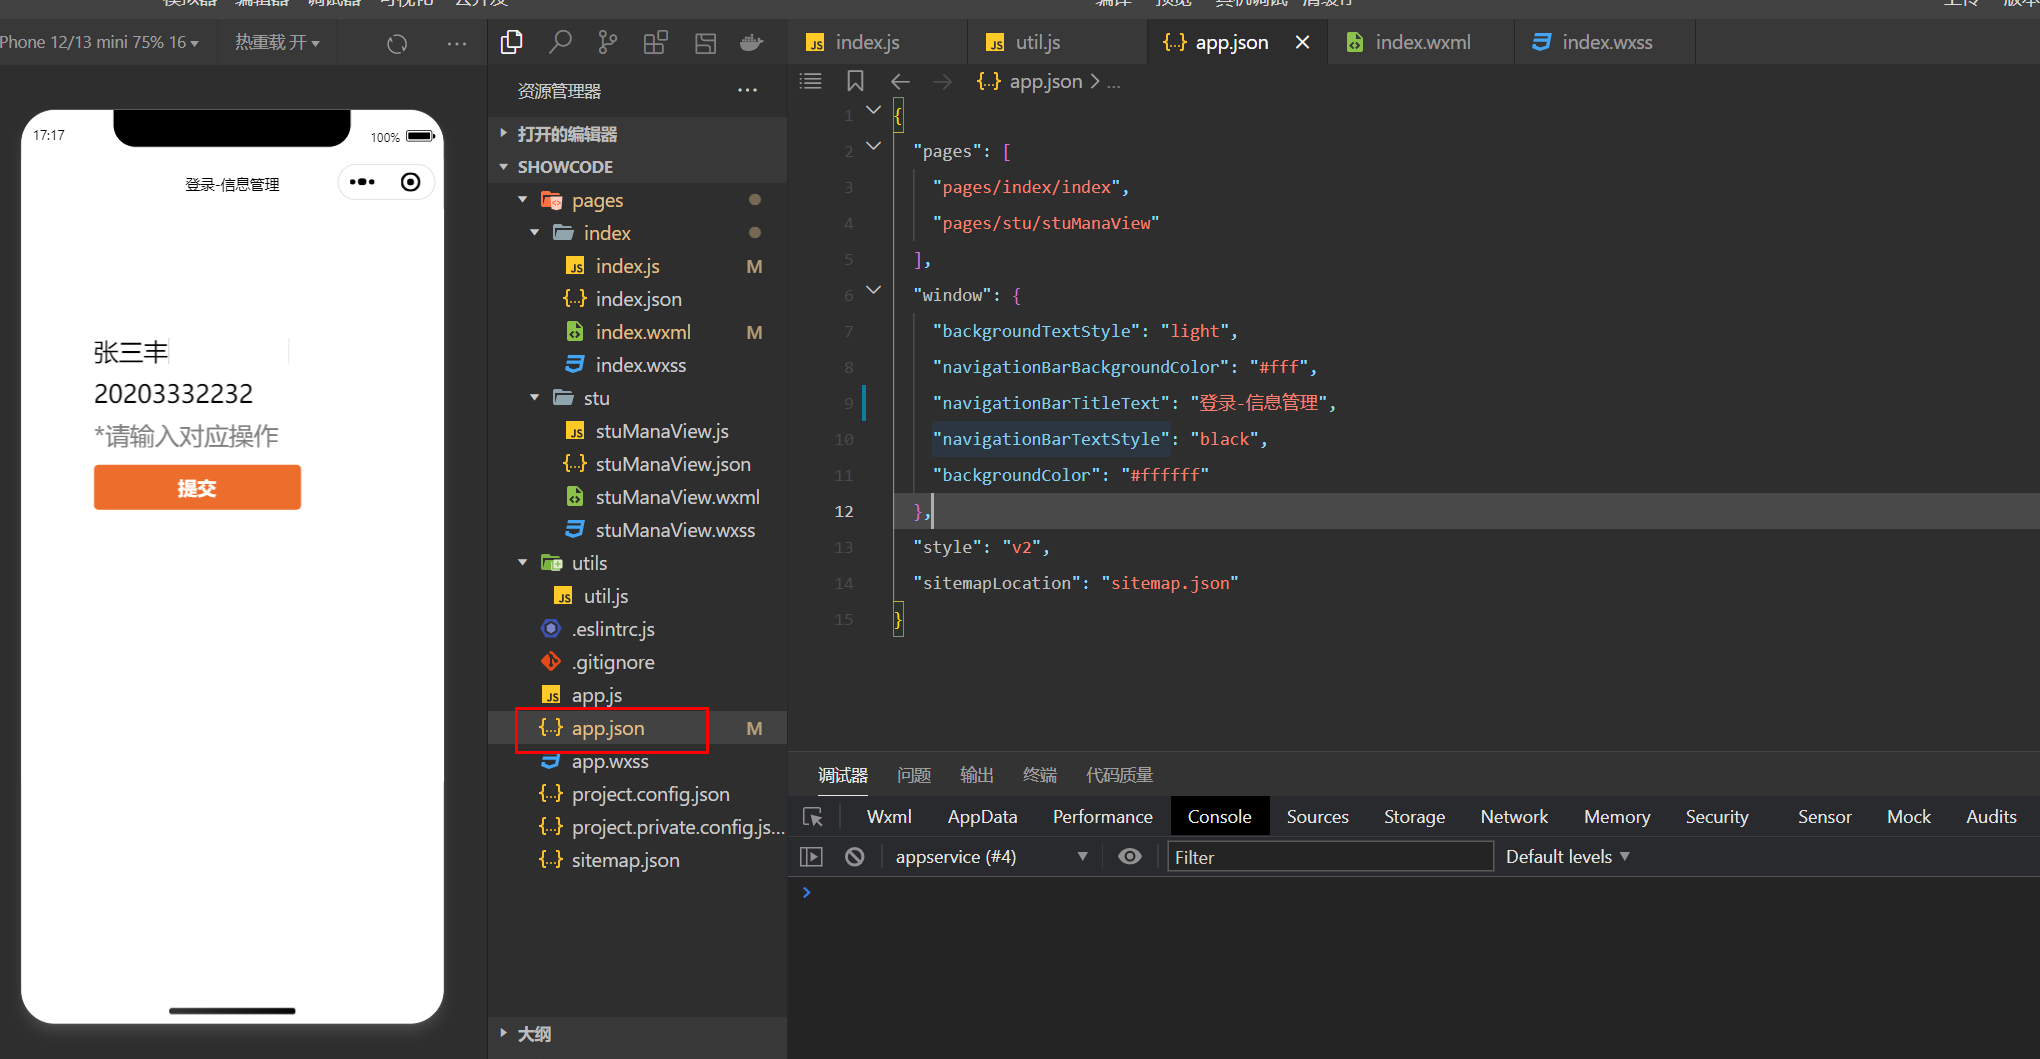 模拟器 编辑器 调试器 可视化 云开发
编译 预览 真机调试 清缓存
上传 版本
Phone 12/13 mini 75% 16
热重载 开
17:17
100%
登录-信息管理
张三丰
20203332232
*请输入对应操作
提交
资源管理器
打开的编辑器
SHOWCODE
pages
index
index.js M
index.json
index.wxml M
index.wxss
stu
stuManaView.js
stuManaView.json
stuManaView.wxml
stuManaView.wxss
utils
util.js
.eslintrc.js
.gitignore
app.js
app.json M
app.wxss
project.config.json
project.private.config.js...
sitemap.json
大纲
index.js
util.js
app.json
index.wxml
index.wxss
{..} app.json > ...
1 {
2 "pages": [
3 "pages/index/index",
4 "pages/stu/stuManaView"
5 ],
6 "window": {
7 "backgroundTextStyle": "light",
8 "navigationBarBackgroundColor": "#fff",
9 "navigationBarTitleText": "登录-信息管理",
10 "navigationBarTextStyle": "black",
11 "backgroundColor": "#ffffff"
12 },
13 "style": "v2",
14 "sitemapLocation": "sitemap.json"
15 }
调试器 问题 输出 终端 代码质量
Wxml AppData Performance Console Sources Storage Network Memory Security Sensor Mock Audits
appservice (#4)
Filter
Default levels